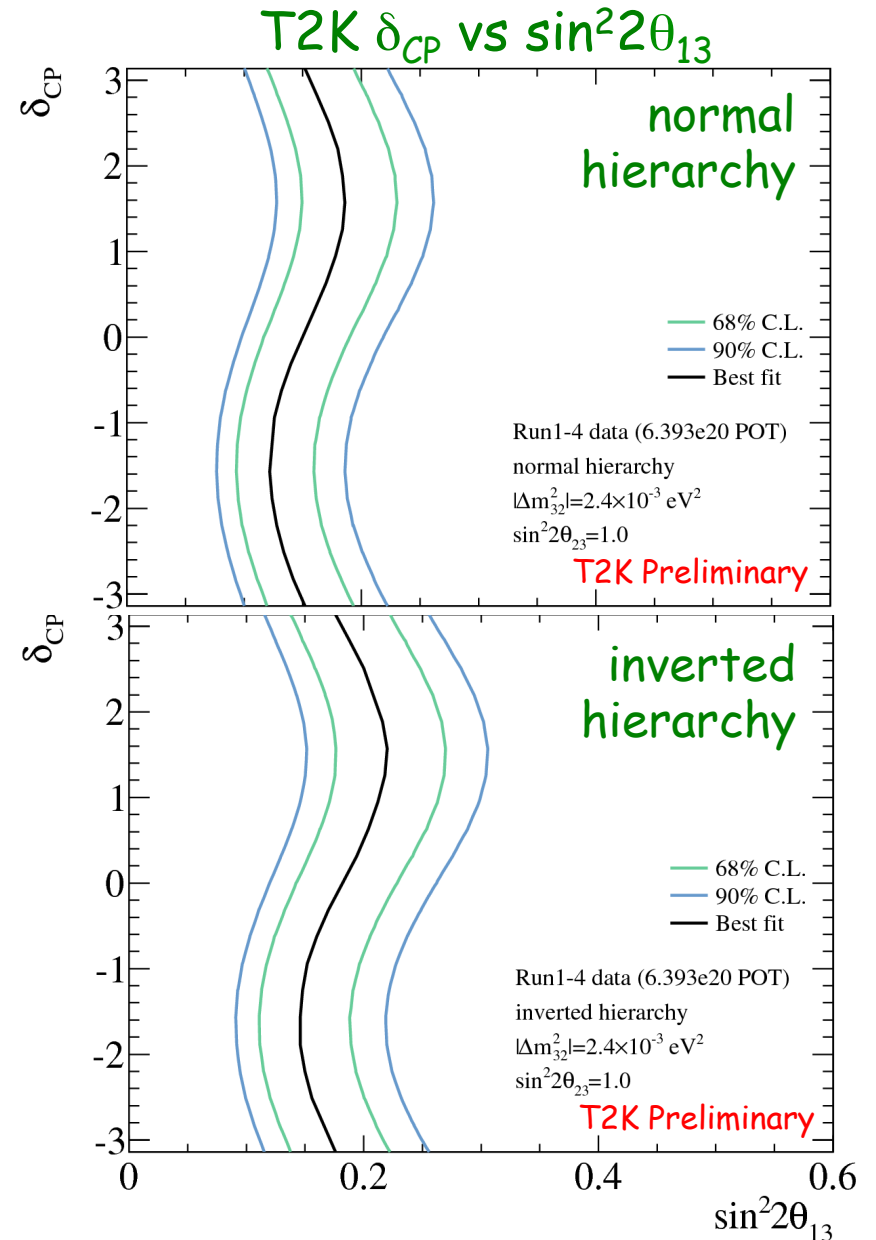 T2K δCP vs sin²2θ₁₃
δCP
3
2
1
0
-1
-2
-3
normal
hierarchy
68% C.L.
90% C.L.
Best fit
Run1-4 data (6.393e20 POT)
normal hierarchy
|Δm²₃₂|=2.4×10⁻³ eV²
sin²2θ₂₃=1.0
T2K Preliminary
δCP
3
2
1
0
-1
-2
-3
inverted
hierarchy
68% C.L.
90% C.L.
Best fit
Run1-4 data (6.393e20 POT)
inverted hierarchy
|Δm²₃₂|=2.4×10⁻³ eV²
sin²2θ₂₃=1.0
T2K Preliminary
0 0.2 0.4 0.6
sin²2θ₁₃